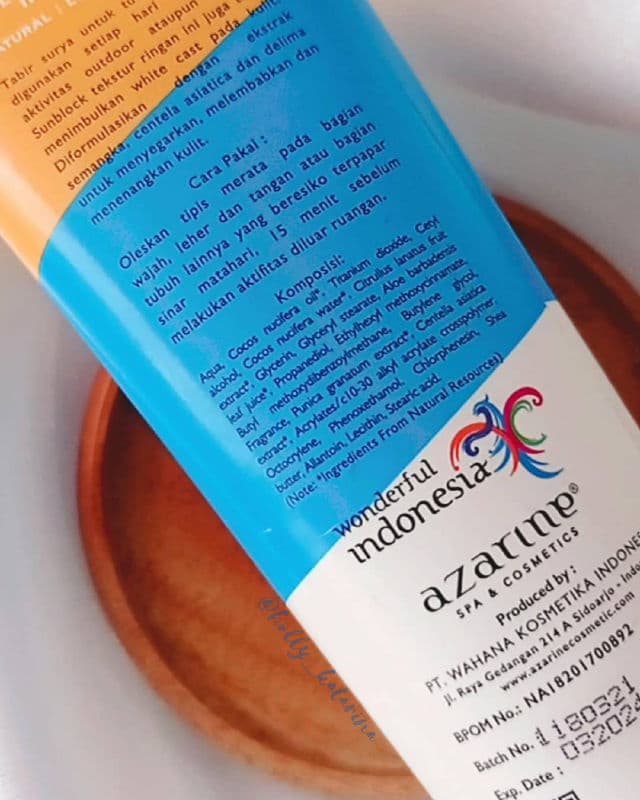 Tabir surya untuk
digunakan setiap hari
aktivitas outdoor ataupun
Sunblock tekstur ringan ini juga
menimbulkan white cast pada kulit.
Diformulasikan dengan ekstrak
semangka, centela asiatica dan delima
untuk menyegarkan, melembabkan dan
menenangkan kulit.
Cara Pakai :
Oleskan tipis merata pada bagian
wajah, leher dan tangan atau bagian
tubuh lainnya yang beresiko terpapar
sinar matahari, 15 menit sebelum
melakukan aktifitas diluar ruangan.
Komposisi:
Aqua, Cocos nucifera oil*, Titanium dioxide, Cetyl
alcohol, Cocos nucifera water*, Citrullus lanatus fruit
extract*, Glycerin, Glyceryl stearate, Aloe barbadensis
leaf juice*, Propanediol, Ethylhexyl methoxycinnamate,
Butyl methoxydibenzoylmethane, Butylene glycol,
Fragrance, Punica granatum extract*, Centela asiatica
extract*, Acrylates/c10-30 alkyl acrylate crosspolymer,
Octocrylene, Phenoxethamol, Chlorphenesin, Shea
butter, Allantoin, Lecithin, Stearic acid.
(Note: *Ingredients From Natural Resources)
wonderful
indonesia
azarine®
SPA & COSMETICS
Produced by :
PT. WAHANA KOSMETIKA INDONES
Jl. Raya Gedangan 214 A Sidoarjo - Indo
www.azarinecosmetic.com
BPOM No.: NA18201700892
Batch No. 1180321
Exp. Date : 032024
@holly_batarina